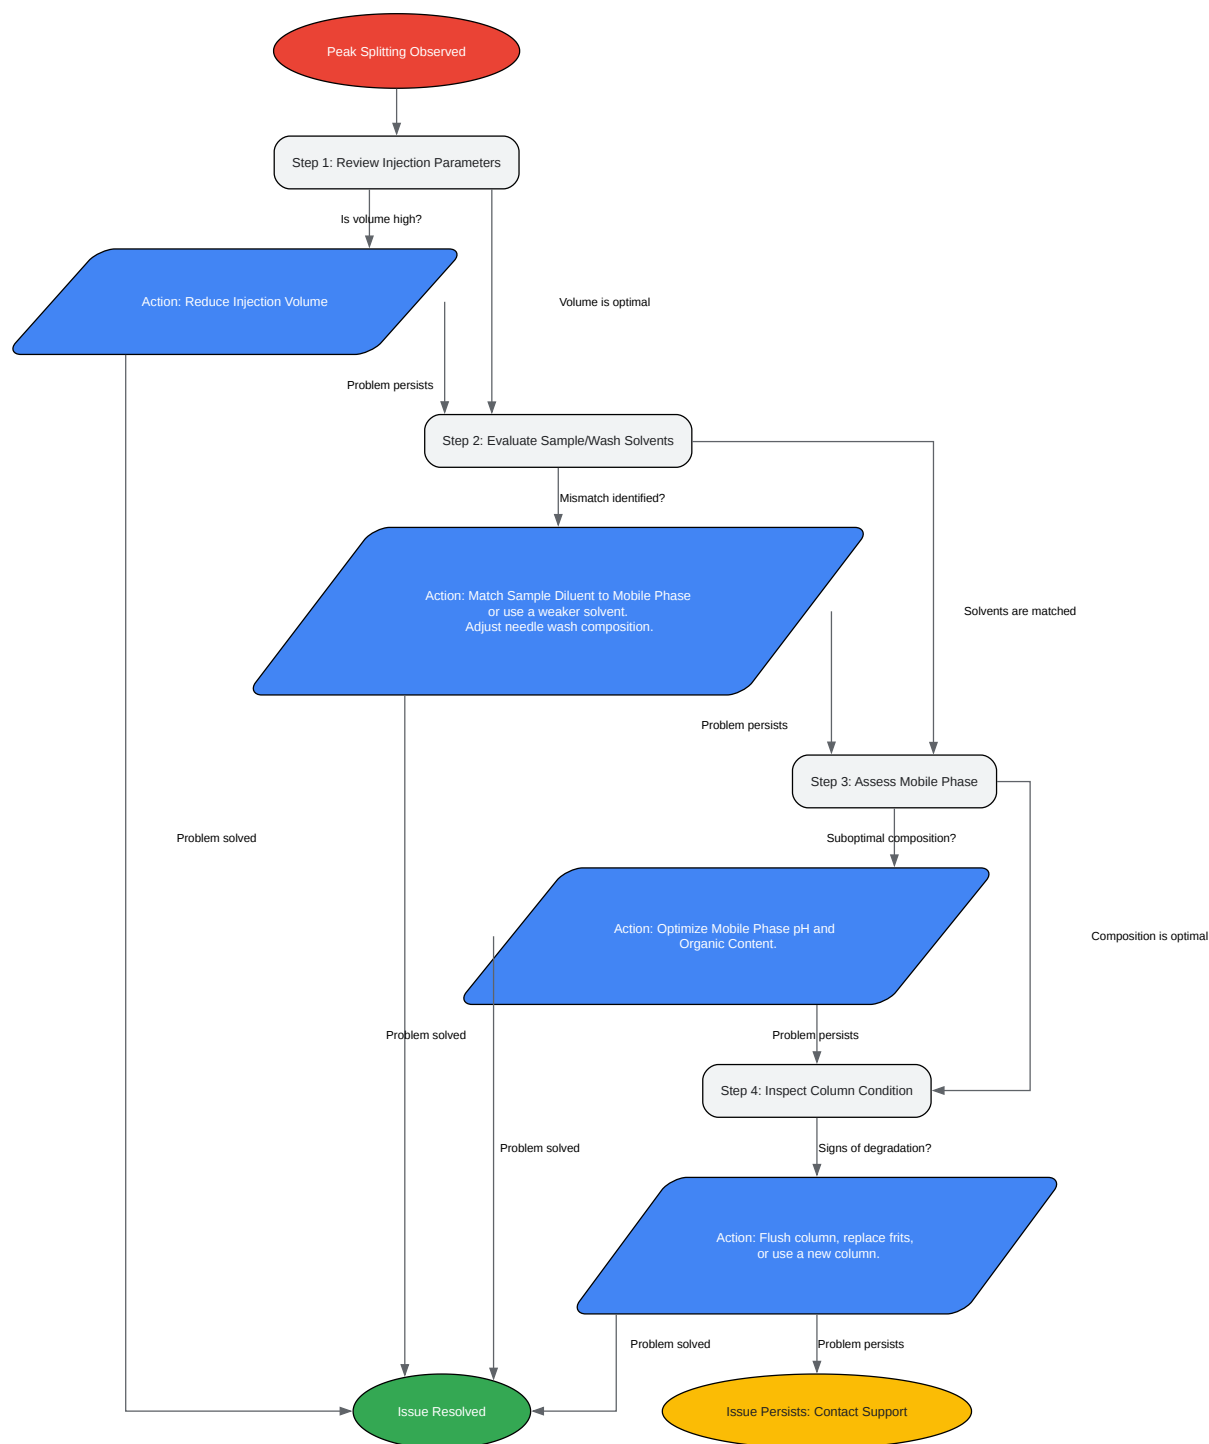 Peak Splitting Observed
Step 1: Review Injection Parameters
Is volume high?
Action: Reduce Injection Volume
Volume is optimal
Problem persists
Step 2: Evaluate Sample/Wash Solvents
Mismatch identified?
Action: Match Sample Diluent to Mobile Phase
or use a weaker solvent.
Adjust needle wash composition.
Solvents are matched
Problem persists
Step 3: Assess Mobile Phase
Problem solved
Suboptimal composition?
Action: Optimize Mobile Phase pH and
Organic Content.
Composition is optimal
Problem solved
Problem persists
Step 4: Inspect Column Condition
Problem solved
Signs of degradation?
Action: Flush column, replace frits,
or use a new column.
Problem solved
Problem persists
Issue Resolved
Issue Persists: Contact Support